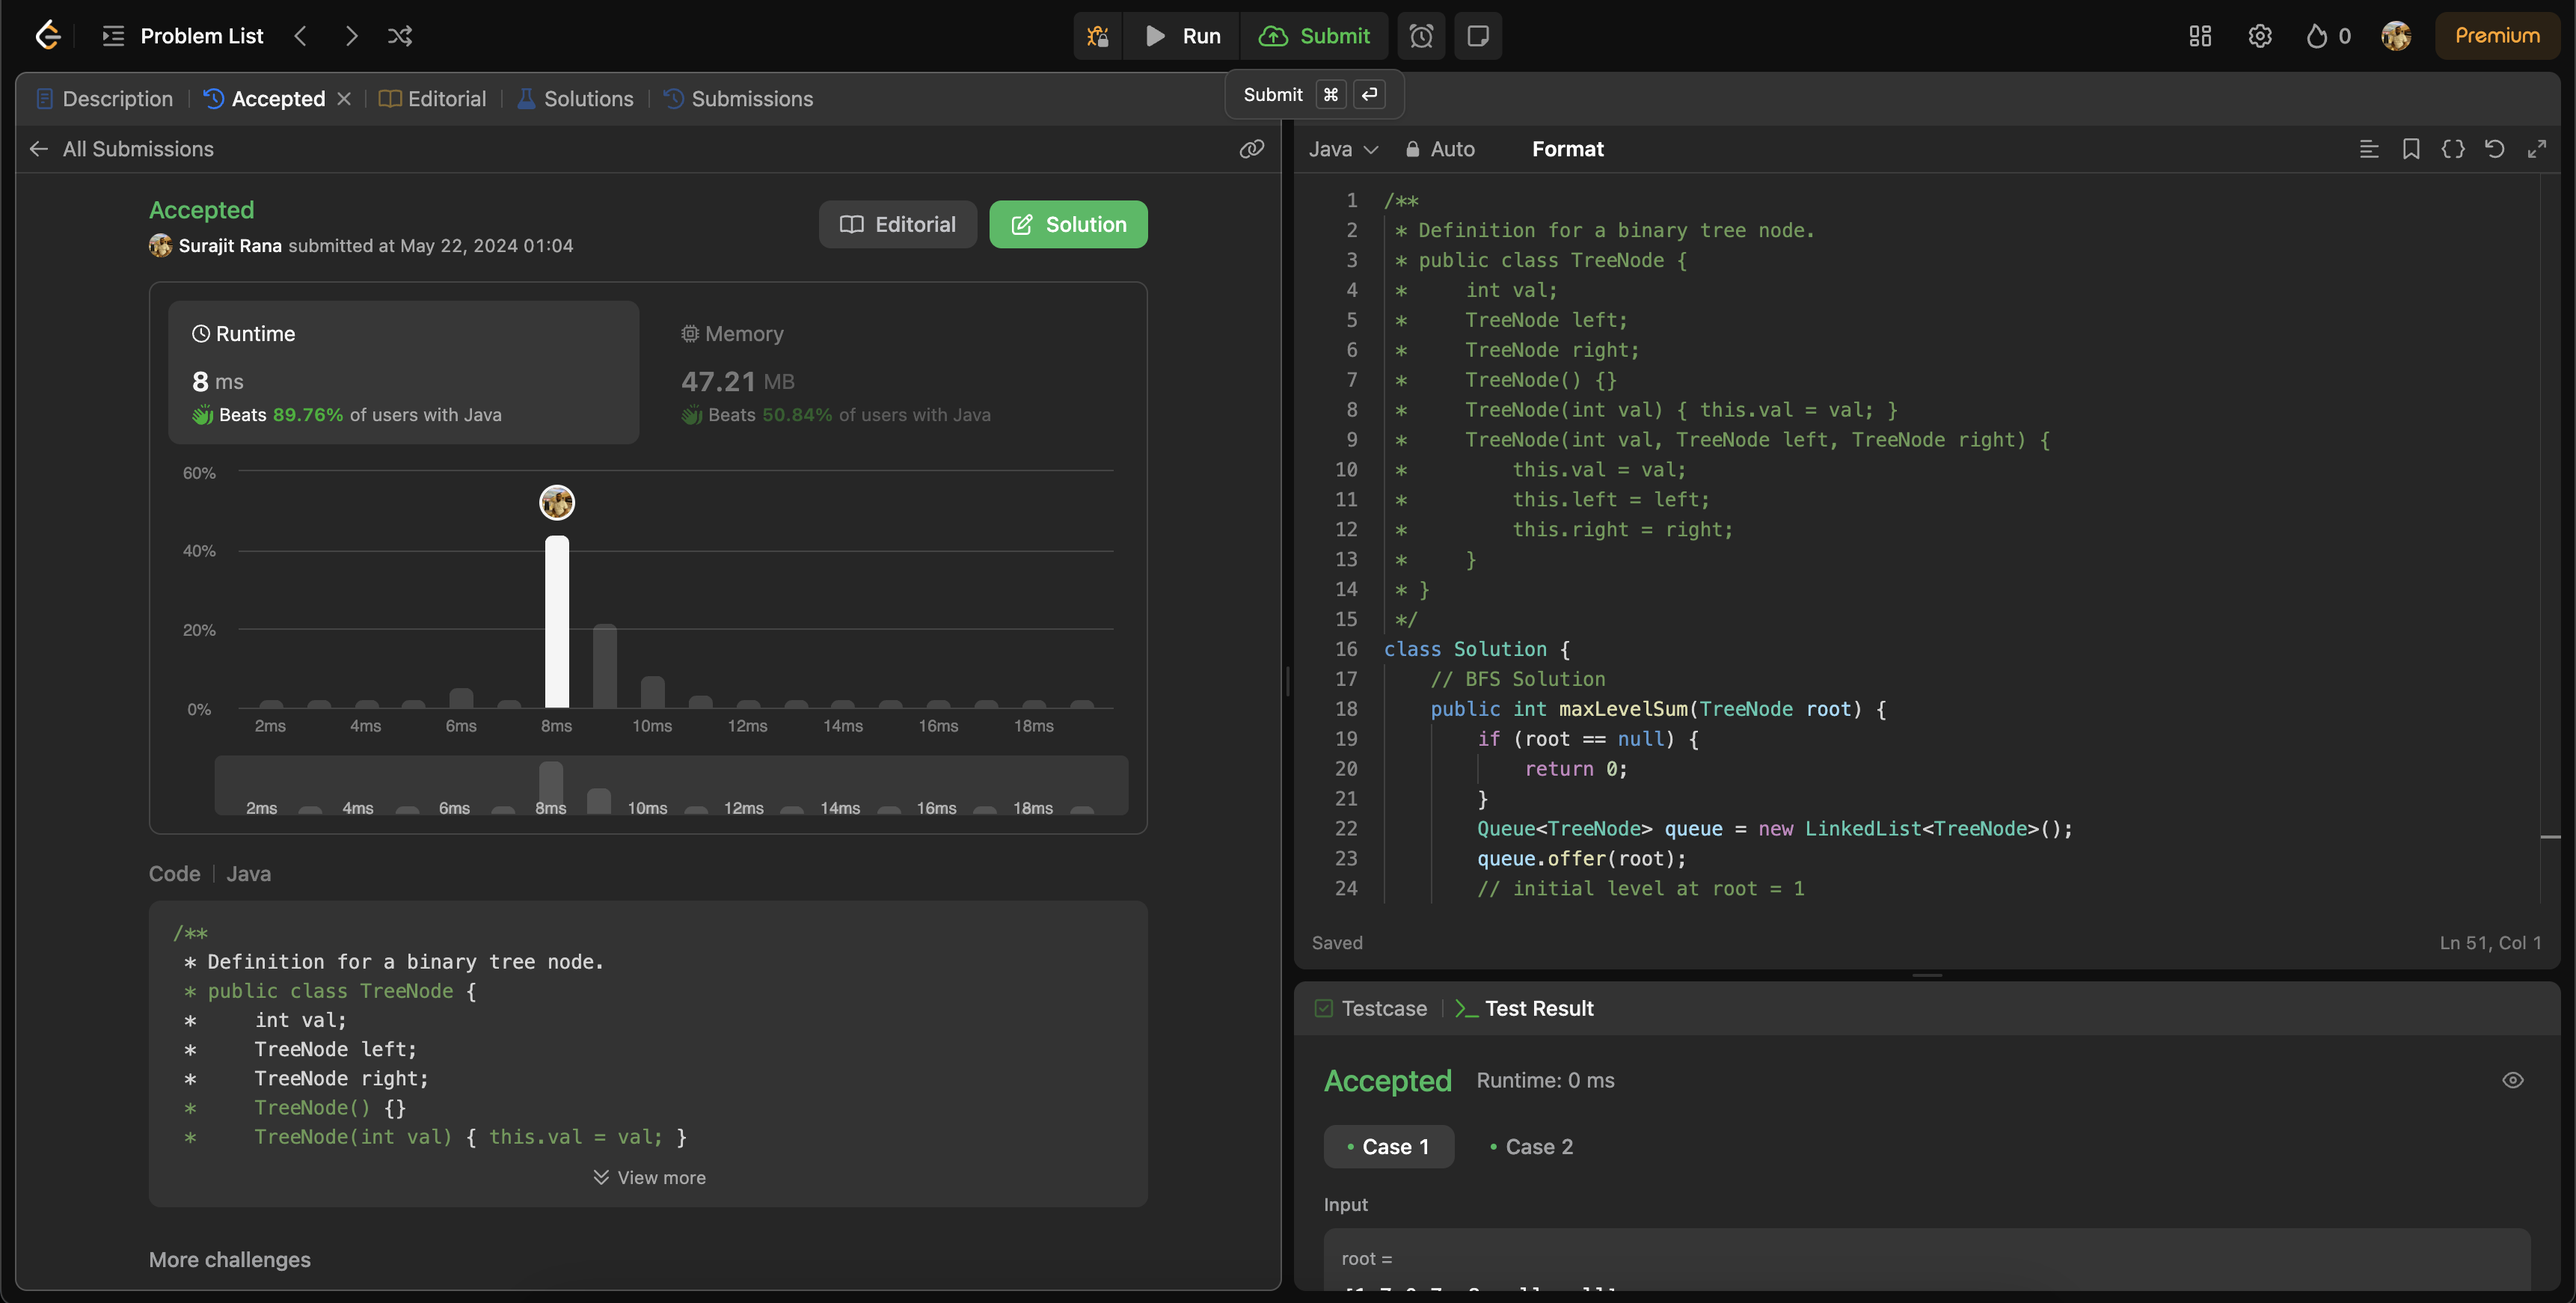 Problem List
Run
Submit
0
Premium
Description
Accepted
Editorial
Solutions
Submissions
Submit ⌘ ↵
All Submissions
Accepted
Surajit Rana submitted at May 22, 2024 01:04
Editorial
Solution
Runtime
8 ms
Beats 89.76% of users with Java
Memory
47.21 MB
Beats 50.84% of users with Java
60%
40%
20%
0%
2ms 4ms 6ms 8ms 10ms 12ms 14ms 16ms 18ms
2ms 4ms 6ms 8ms 10ms 12ms 14ms 16ms 18ms
Code | Java
/**
 * Definition for a binary tree node.
 * public class TreeNode {
 *     int val;
 *     TreeNode left;
 *     TreeNode right;
 *     TreeNode() {}
 *     TreeNode(int val) { this.val = val; }
View more
More challenges
Java
Auto
Format
1 /**
2  * Definition for a binary tree node.
3  * public class TreeNode {
4  *     int val;
5  *     TreeNode left;
6  *     TreeNode right;
7  *     TreeNode() {}
8  *     TreeNode(int val) { this.val = val; }
9  *     TreeNode(int val, TreeNode left, TreeNode right) {
10  *         this.val = val;
11  *         this.left = left;
12  *         this.right = right;
13  *     }
14  * }
15  */
16 class Solution {
17     // BFS Solution
18     public int maxLevelSum(TreeNode root) {
19         if (root == null) {
20             return 0;
21         }
22         Queue<TreeNode> queue = new LinkedList<TreeNode>();
23         queue.offer(root);
24         // initial level at root = 1
Saved
Ln 51, Col 1
Testcase
Test Result
Accepted
Runtime: 0 ms
Case 1
Case 2
Input
root =